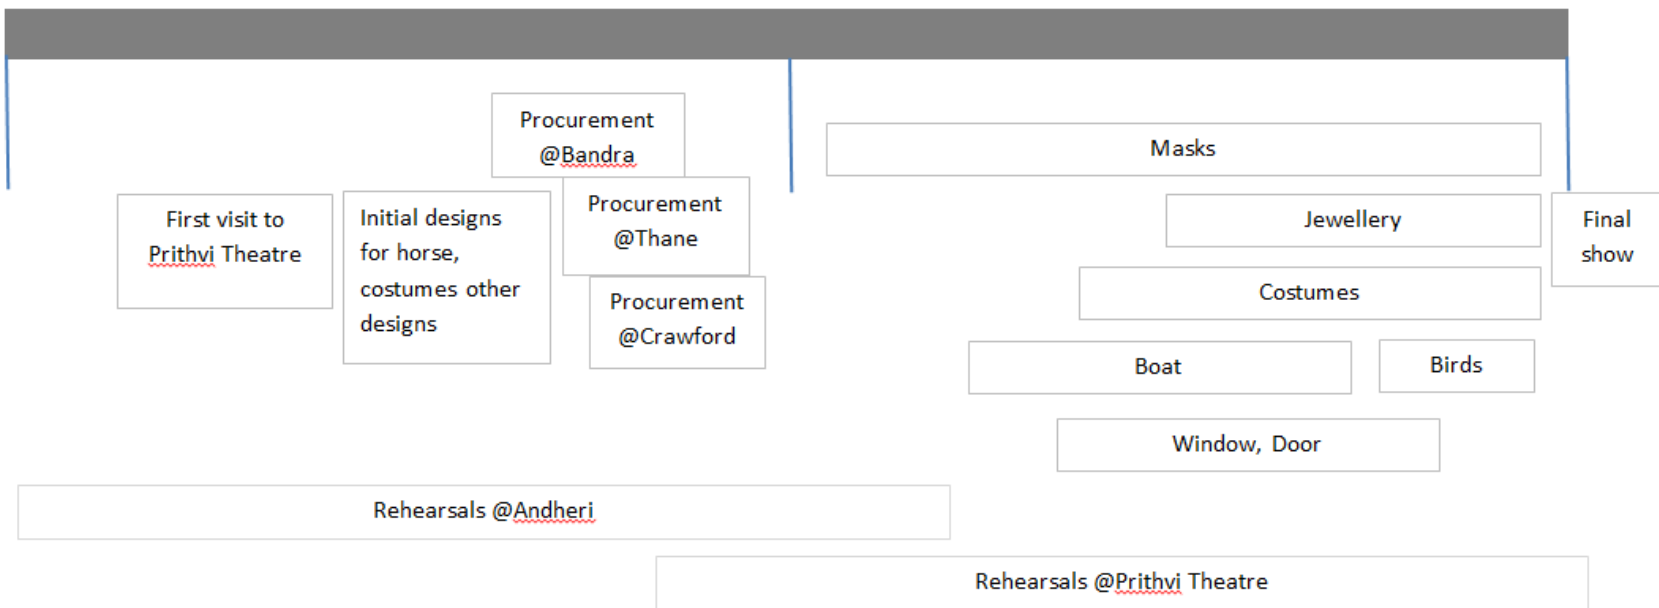 Procurement
@Bandra
Masks
First visit to
Prithvi Theatre
Initial designs
for horse,
costumes other
designs
Procurement
@Thane
Jewellery
Final
show
Procurement
@Crawford
Costumes
Boat
Birds
Window, Door
Rehearsals @Andheri
Rehearsals @Prithvi Theatre